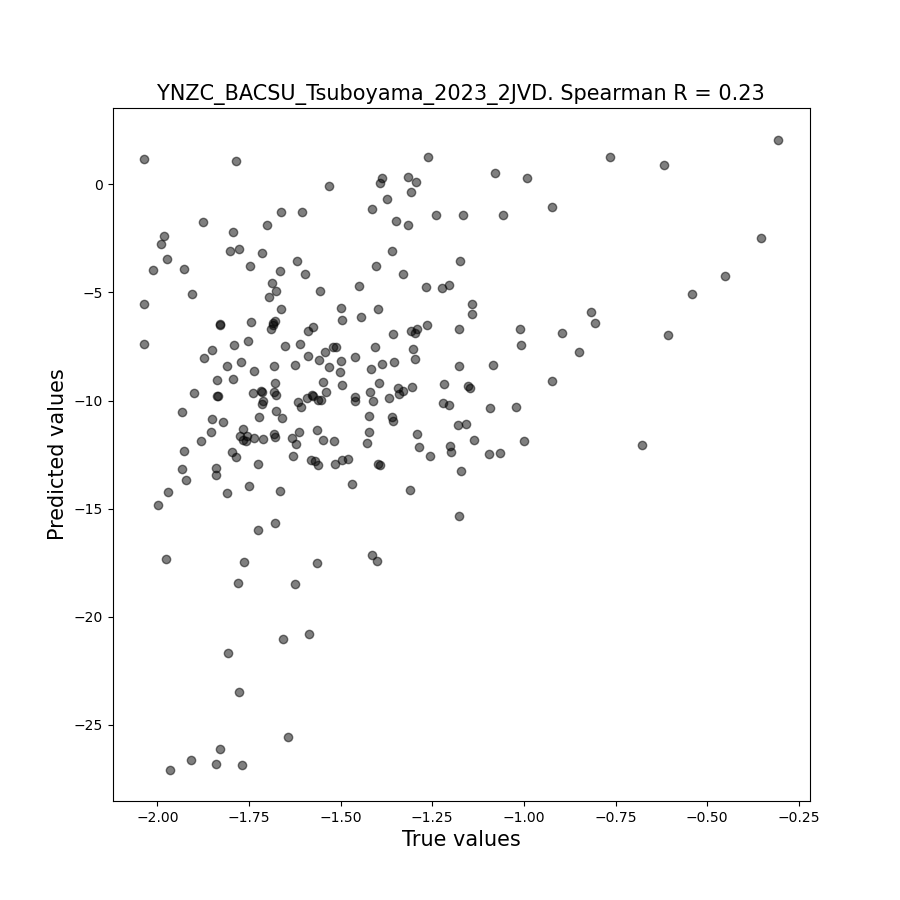 YNZC_BACSU_Tsuboyama_2023_2JVD. Spearman R = 0.23
Predicted values
0
−5
−10
−15
−20
−25
−2.00 −1.75 −1.50 −1.25 −1.00 −0.75 −0.50 −0.25
True values